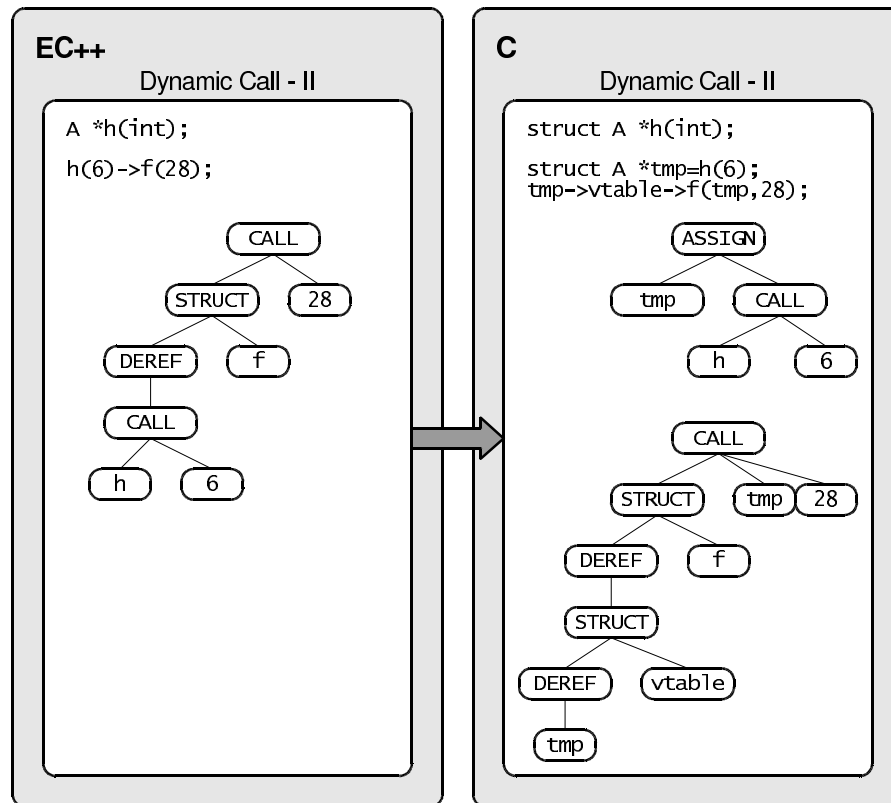 EC++
Dynamic Call - II
A *h(int);
h(6)->f(28);
CALL
STRUCT 28
DEREF f
CALL
h 6
C
Dynamic Call - II
struct A *h(int);
struct A *tmp=h(6);
tmp->vtable->f(tmp,28);
ASSIGN
tmp CALL
h 6
CALL
STRUCT tmp 28
DEREF f
STRUCT
DEREF vtable
tmp